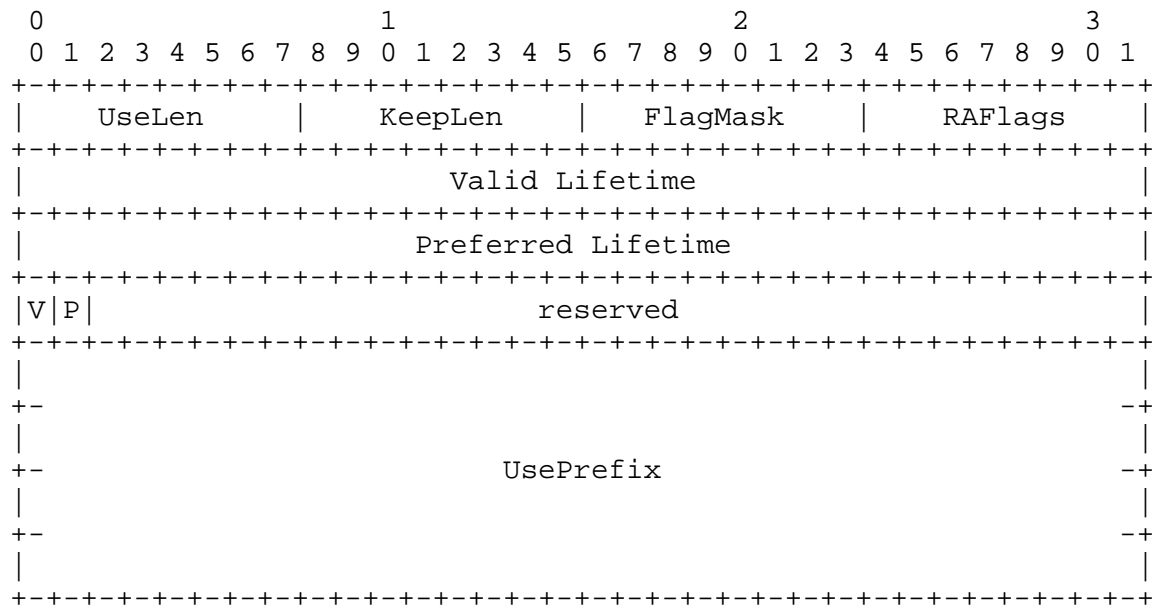 0                   1                   2                   3
 0 1 2 3 4 5 6 7 8 9 0 1 2 3 4 5 6 7 8 9 0 1 2 3 4 5 6 7 8 9 0 1
+-+-+-+-+-+-+-+-+-+-+-+-+-+-+-+-+-+-+-+-+-+-+-+-+-+-+-+-+-+-+-+-+
|    UseLen     |    KeepLen    |   FlagMask    |    RAFlags    |
+-+-+-+-+-+-+-+-+-+-+-+-+-+-+-+-+-+-+-+-+-+-+-+-+-+-+-+-+-+-+-+-+
|                        Valid Lifetime                         |
+-+-+-+-+-+-+-+-+-+-+-+-+-+-+-+-+-+-+-+-+-+-+-+-+-+-+-+-+-+-+-+-+
|                      Preferred Lifetime                       |
+-+-+-+-+-+-+-+-+-+-+-+-+-+-+-+-+-+-+-+-+-+-+-+-+-+-+-+-+-+-+-+-+
|V|P|                         reserved                          |
+-+-+-+-+-+-+-+-+-+-+-+-+-+-+-+-+-+-+-+-+-+-+-+-+-+-+-+-+-+-+-+-+
|                                                               |
+-                                                             -+
|                                                               |
+-                          UsePrefix                          -+
|                                                               |
+-                                                             -+
|                                                               |
+-+-+-+-+-+-+-+-+-+-+-+-+-+-+-+-+-+-+-+-+-+-+-+-+-+-+-+-+-+-+-+-+